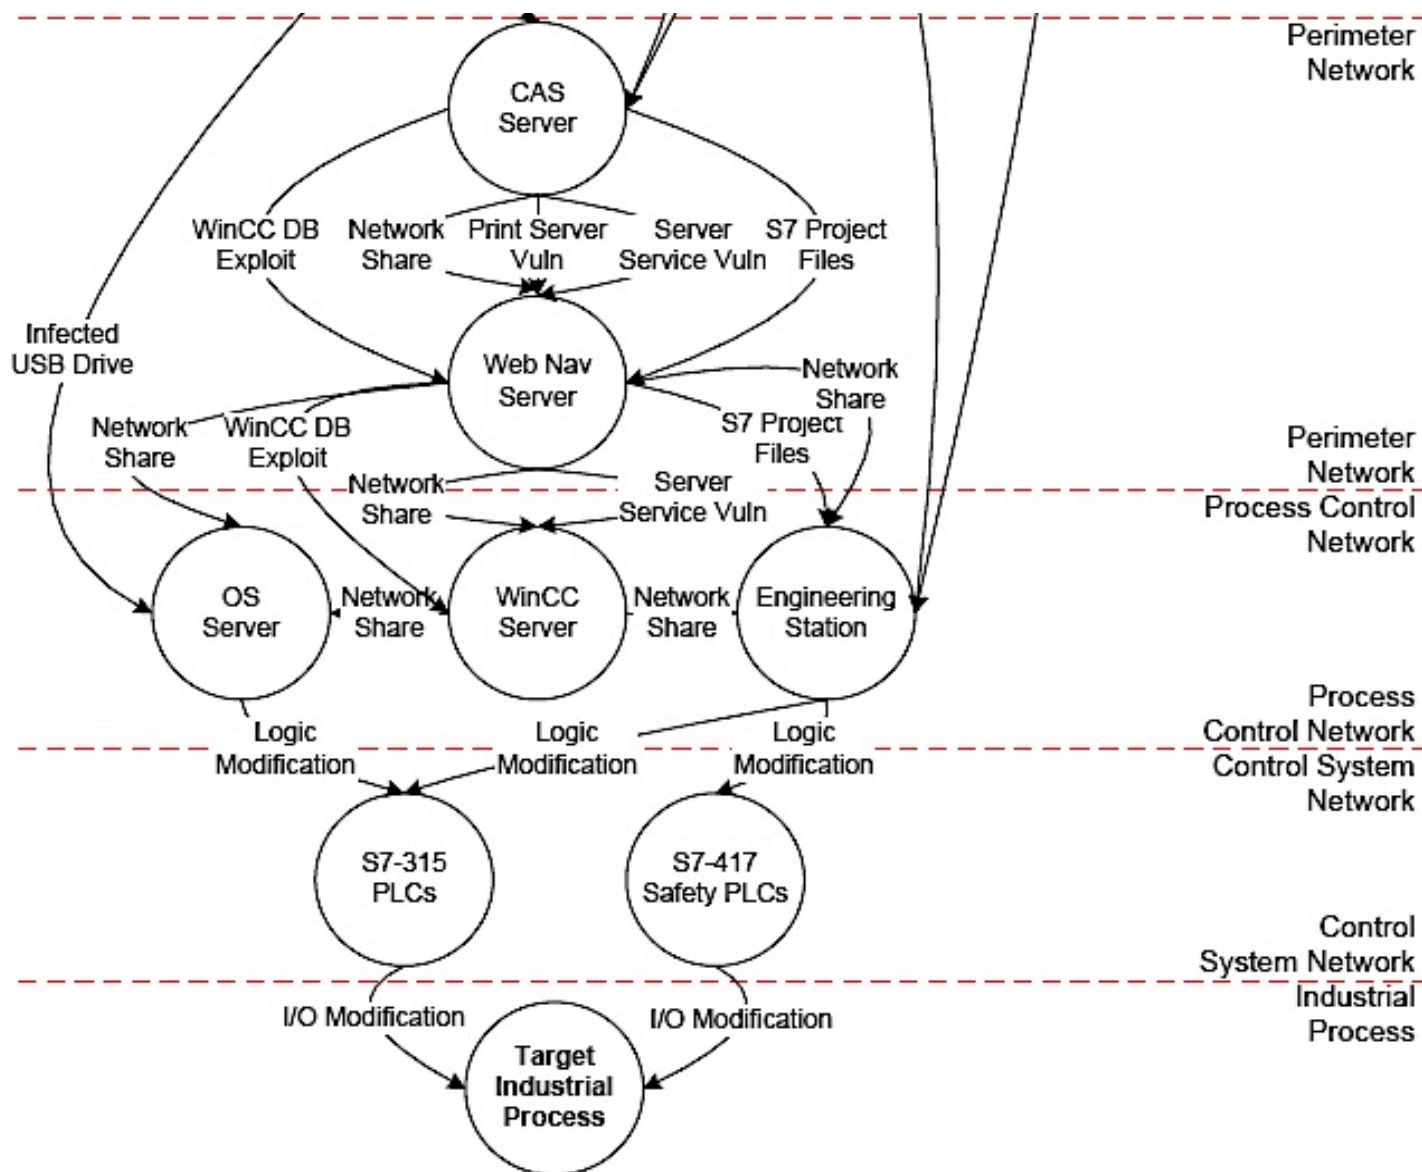 Perimeter
Network
CAS
Server
WinCC DB
Exploit
Network
Share
Print Server
Vuln
Server
Service Vuln
S7 Project
Files
Infected
USB Drive
Web Nav
Server
Network
Share
Network
Share
WinCC DB
Exploit
S7 Project
Files
Perimeter
Network
Network
Share
Server
Service Vuln
Process Control
Network
OS
Server
Network
Share
WinCC
Server
Network
Share
Engineering
Station
Process
Control Network
Logic
Modification
Logic
Modification
Logic
Modification
Control System
Network
S7-315
PLCs
S7-417
Safety PLCs
Control
System Network
Industrial
Process
I/O Modification
I/O Modification
Target
Industrial
Process